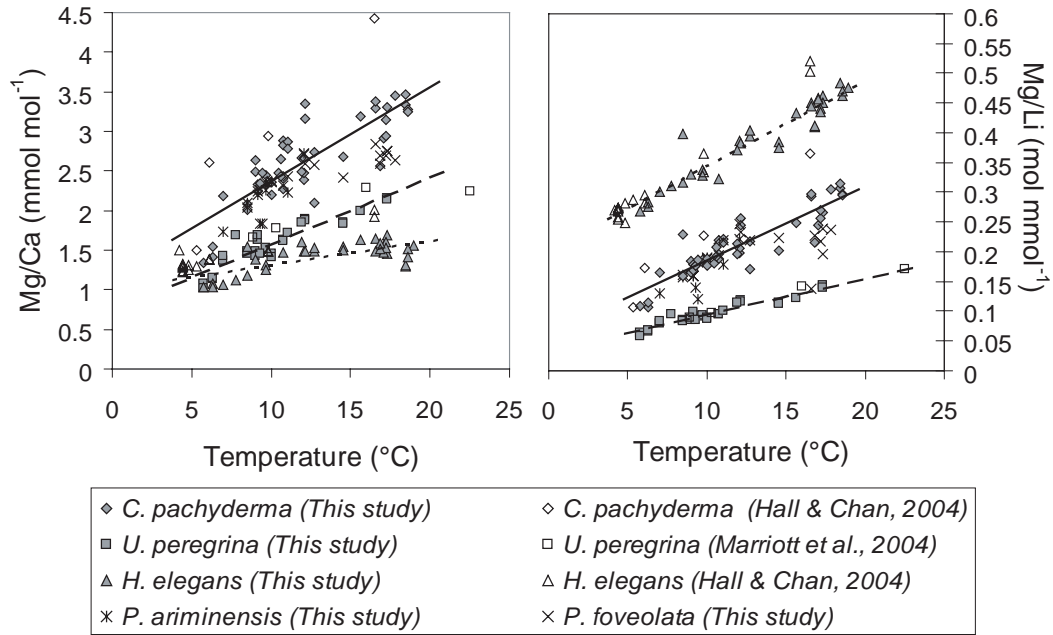 4.5
4
3.5
3
2.5
2
1.5
1
0.5
0
Mg/Ca (mmol mol⁻¹)
0 5 10 15 20 25
Temperature (°C)
0.6
0.55
0.5
0.45
0.4
0.35
0.3
0.25
0.2
0.15
0.1
0.05
0
Mg/Li (mol mmol⁻¹)
0 5 10 15 20 25
Temperature (°C)
C. pachyderma (This study)
U. peregrina (This study)
H. elegans (This study)
P. ariminensis (This study)
C. pachyderma (Hall & Chan, 2004)
U. peregrina (Marriott et al., 2004)
H. elegans (Hall & Chan, 2004)
P. foveolata (This study)